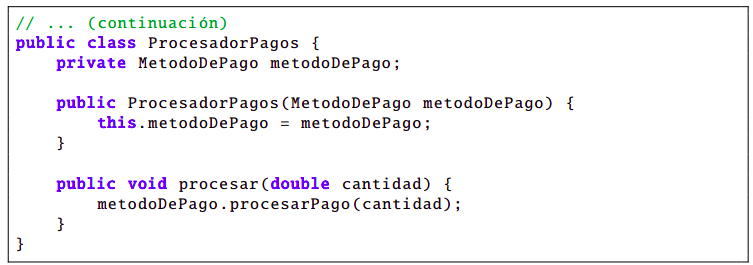 // ... (continuación)
public class ProcesadorPagos {
    private MetodoDePago metodoDePago;

    public ProcesadorPagos(MetodoDePago metodoDePago) {
        this.metodoDePago = metodoDePago;
    }

    public void procesar(double cantidad) {
        metodoDePago.procesarPago(cantidad);
    }
}